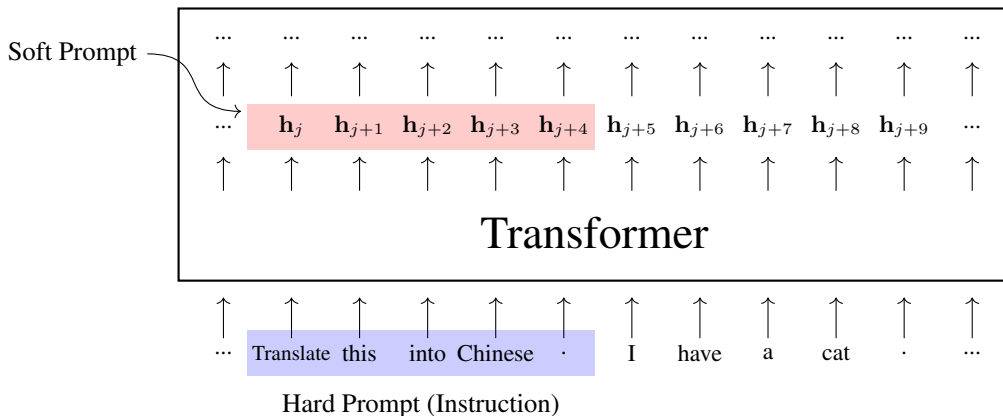 ... ... ... ... ... ... ... ... ... ... ... ...
Soft Prompt
... h_j h_{j+1} h_{j+2} h_{j+3} h_{j+4} h_{j+5} h_{j+6} h_{j+7} h_{j+8} h_{j+9} ...
Transformer
... Translate this into Chinese . I have a cat . ...
Hard Prompt (Instruction)